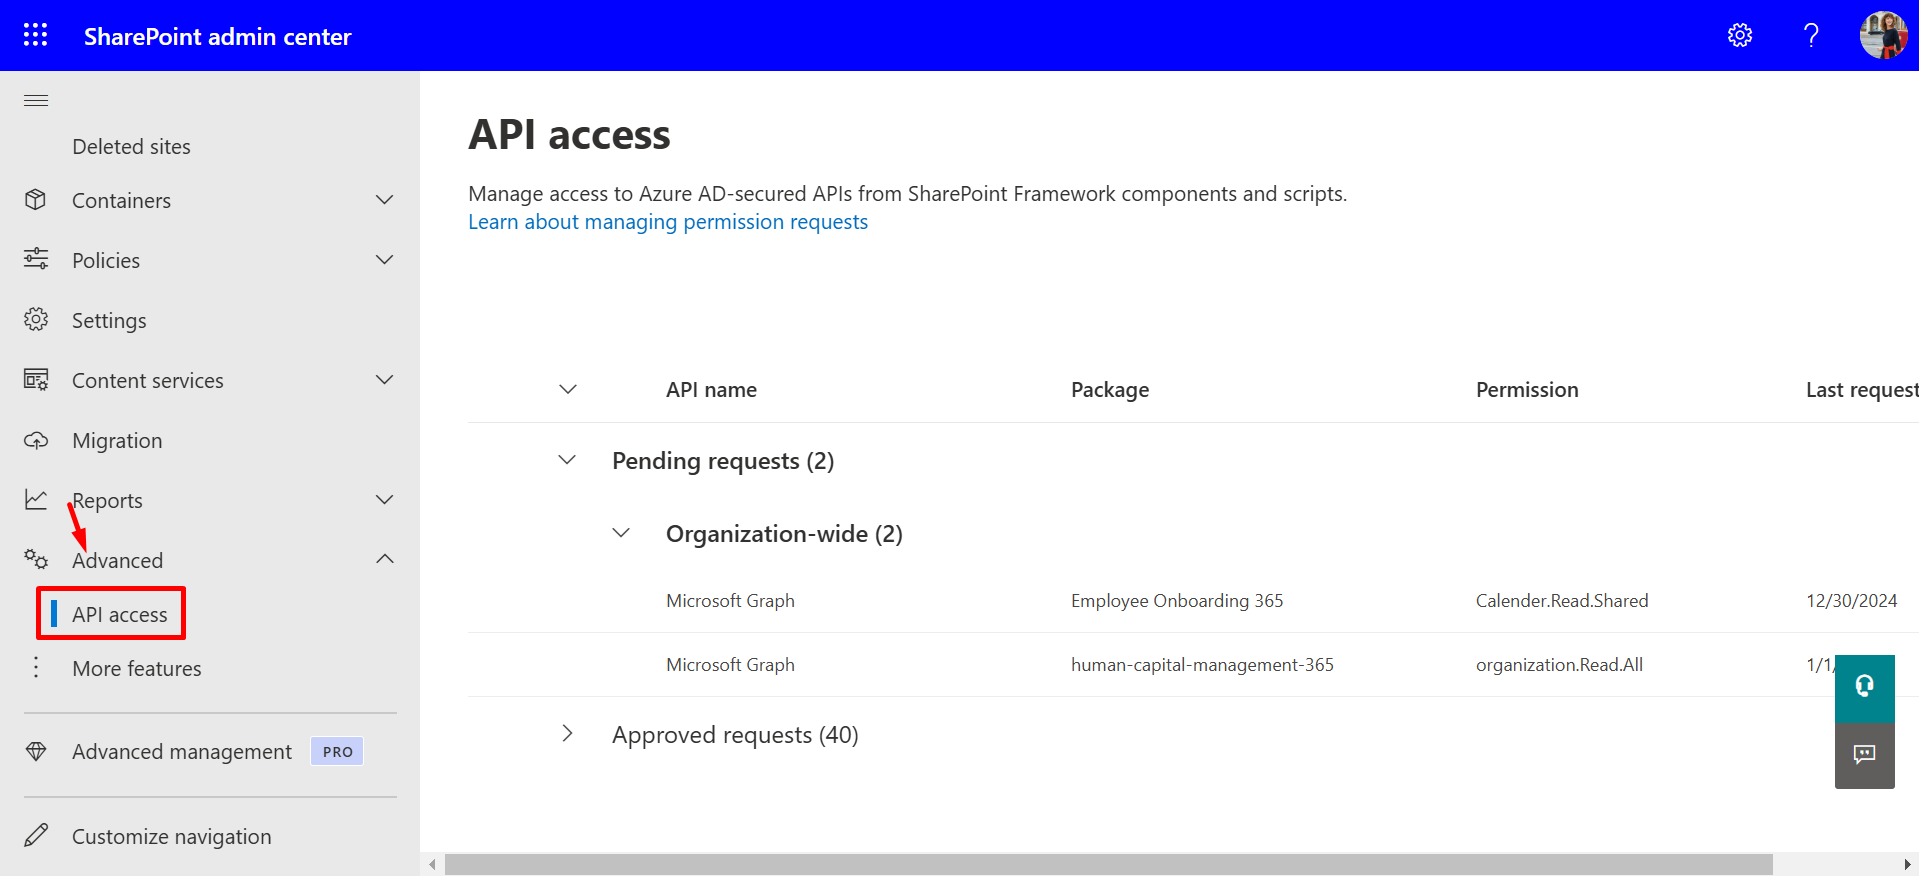 SharePoint admin center
?
Deleted sites
Containers
Policies
Settings
Content services
Migration
Reports
Advanced
API access
More features
Advanced management PRO
Customize navigation
API access
Manage access to Azure AD-secured APIs from SharePoint Framework components and scripts.
Learn about managing permission requests
API name Package Permission Last request
Pending requests (2)
Organization-wide (2)
Microsoft Graph Employee Onboarding 365 Calender.Read.Shared 12/30/2024
Microsoft Graph human-capital-management-365 organization.Read.All 1/1/
Approved requests (40)